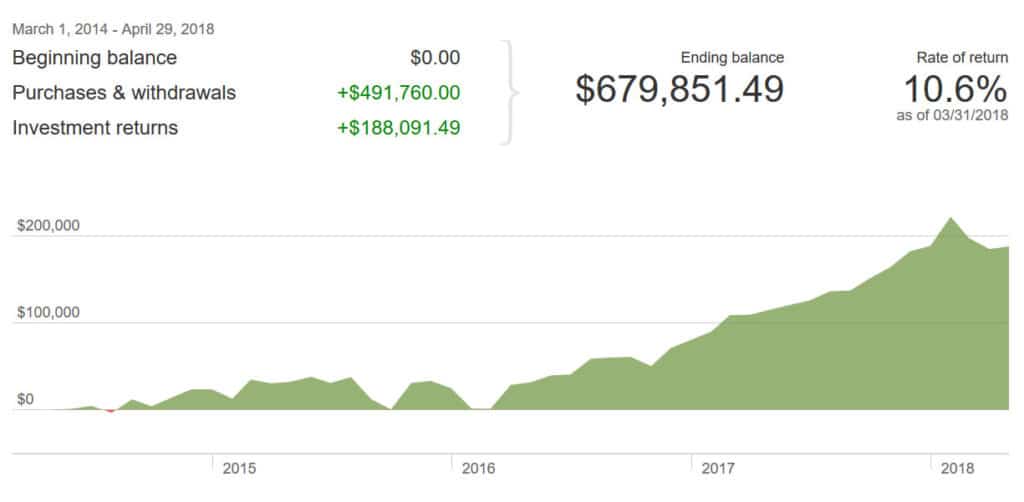 March 1, 2014 - April 29, 2018
Beginning balance $0.00
Purchases & withdrawals +$491,760.00
Investment returns +$188,091.49
Ending balance
$679,851.49
Rate of return
10.6%
as of 03/31/2018
$200,000
$100,000
$0
2015 2016 2017 2018